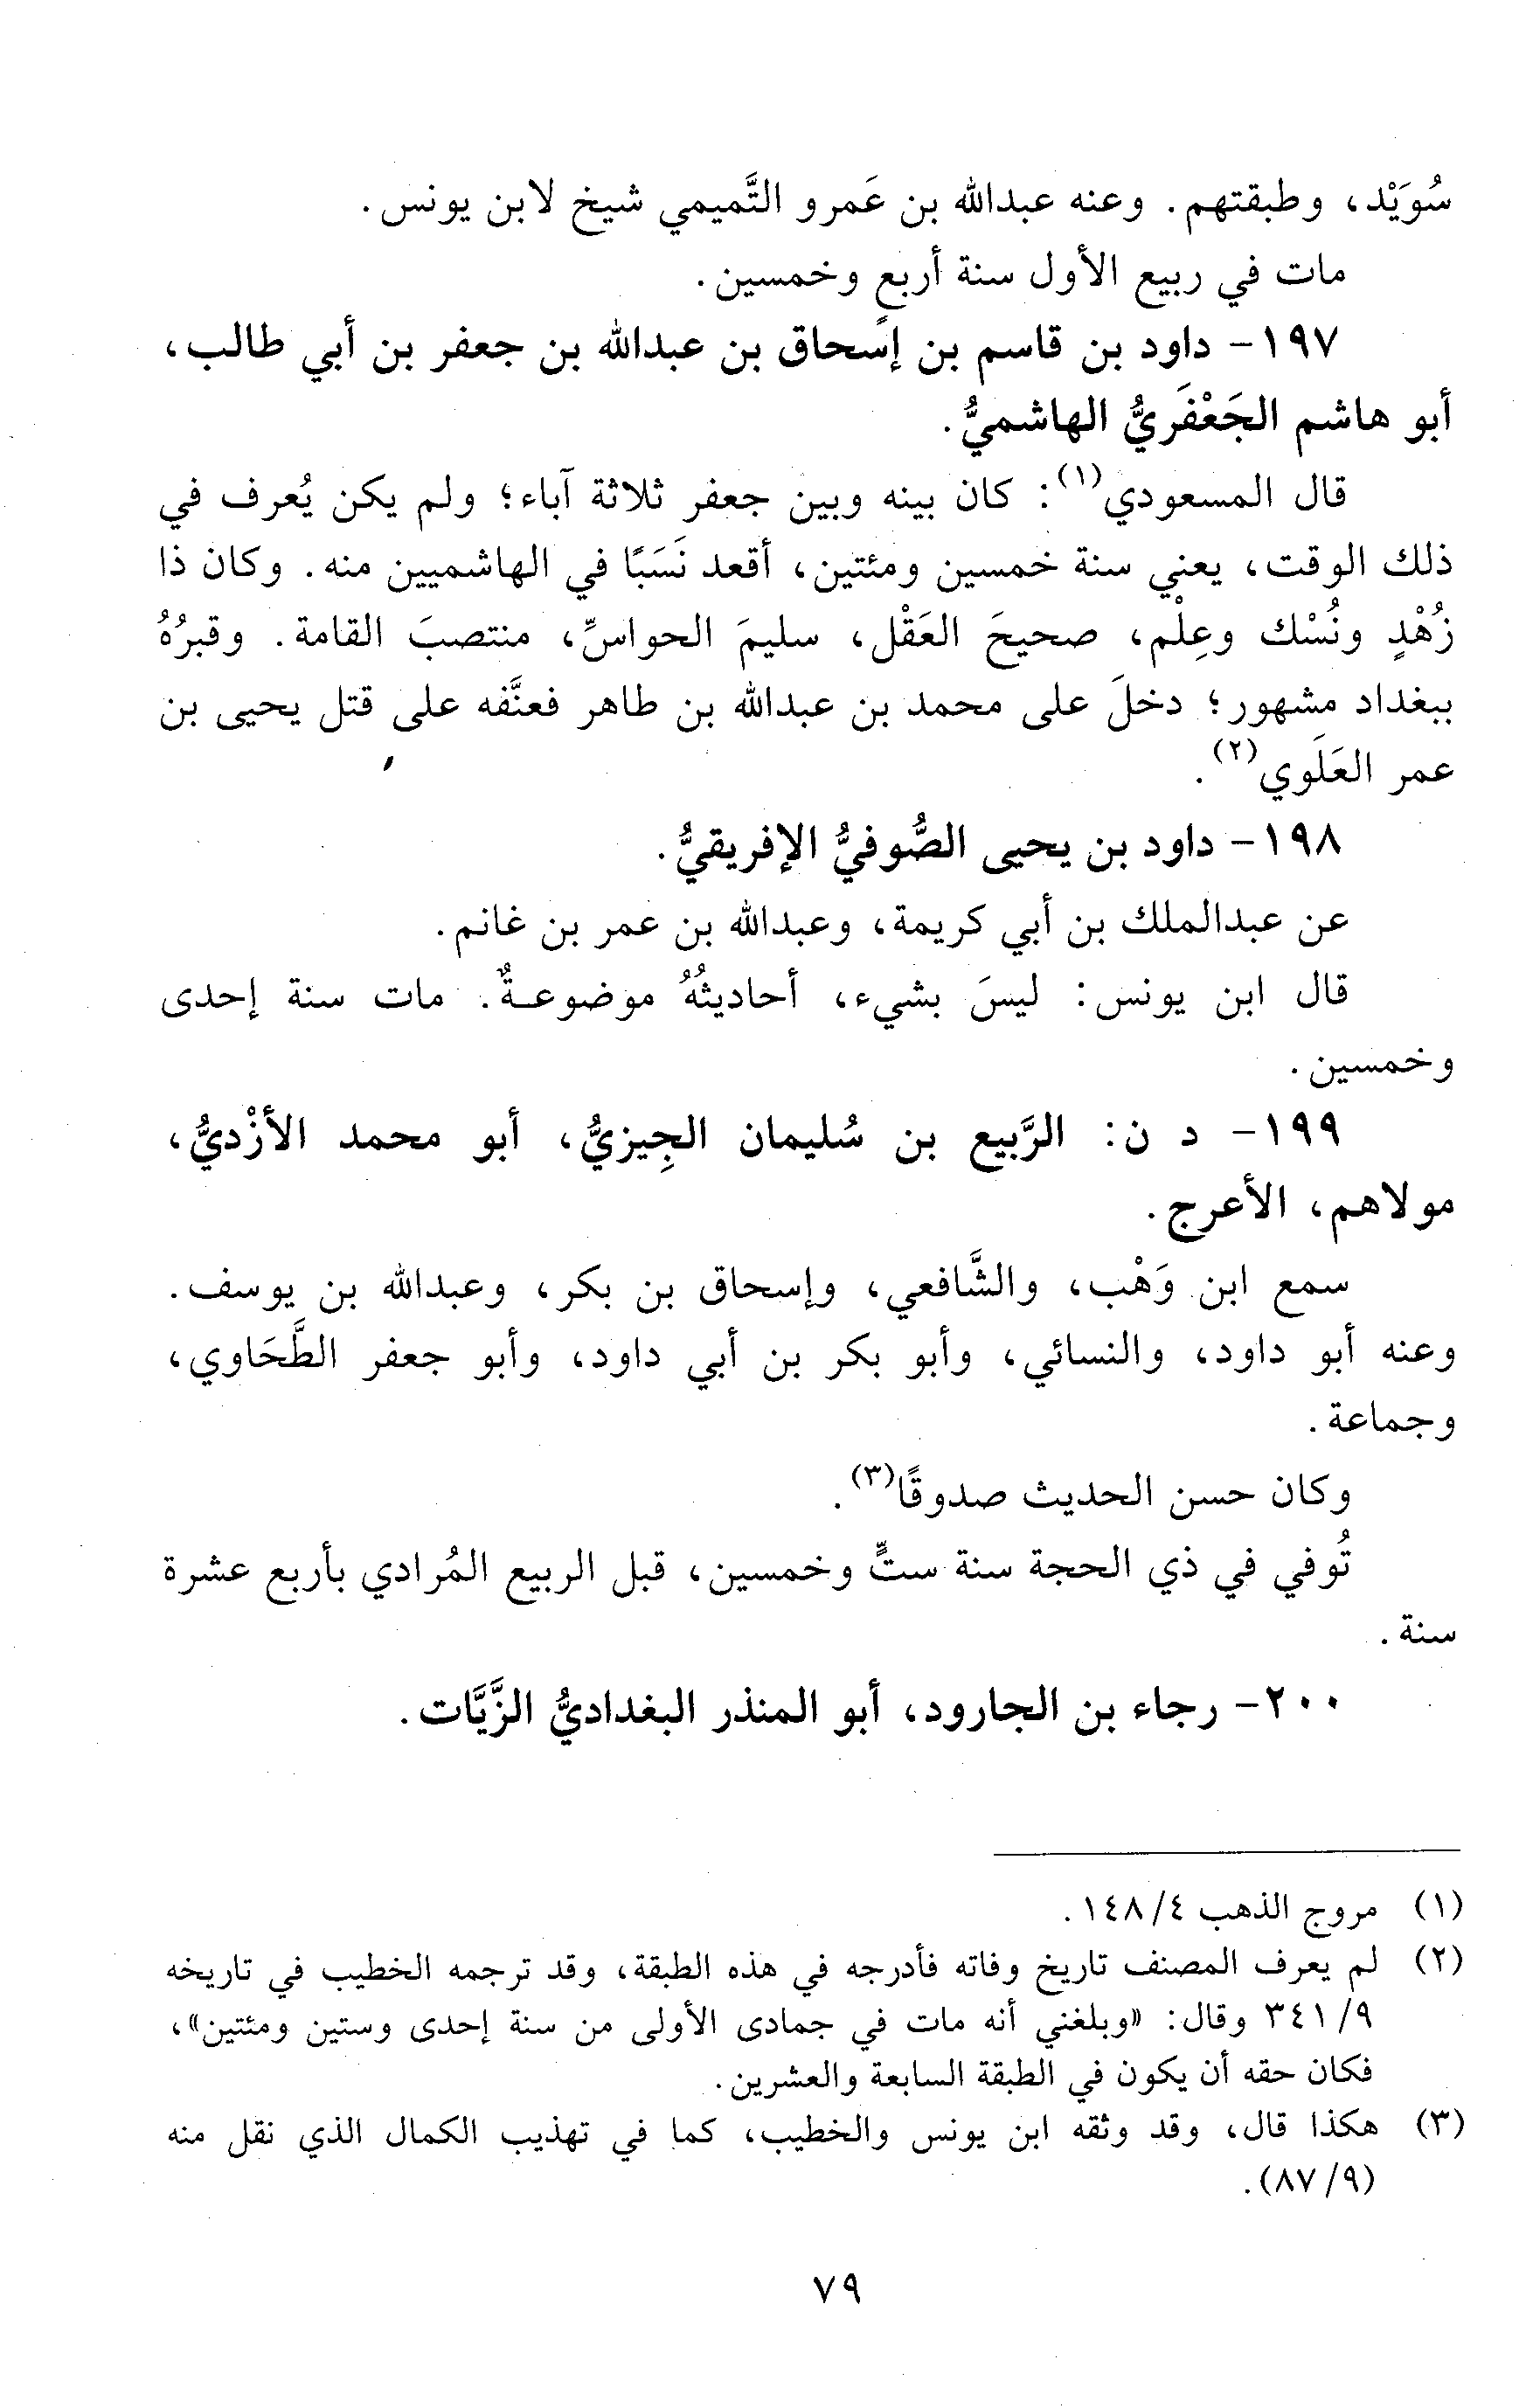 سُوَيْد، وطبقتهم. وعنه عبدالله بن عَمرو التَّميمي شيخ لابن يونس.
مات في ربيع الأول سنة أربع وخمسين.
١٩٧- داود بن قاسم بن إسحاق بن عبدالله بن جعفر بن أبي طالب،
أبو هاشم الجَعْفَريُّ الهاشميُّ.
قال المسعودي(١): كان بينه وبين جعفر ثلاثة آباء؛ ولم يكن يُعرف في
ذلك الوقت، يعني سنة خمسين ومئتين، أقعد نَسَبًا في الهاشميين منه. وكان ذا
زُهْدٍ ونُسْك وعِلْم، صحيحَ العَقْل، سليمَ الحواسِّ، منتصبَ القامة. وقبرُهُ
ببغداد مشهور؛ دخلَ على محمد بن عبدالله بن طاهر فعنَّفه على قتل يحيى بن
عمر العَلَوي(٢).
١٩٨- داود بن يحيى الصُّوفيُّ الإفريقيُّ.
عن عبدالملك بن أبي كريمة، وعبدالله بن عمر بن غانم.
قال ابن يونس: ليسَ بشيء، أحاديثُهُ موضوعـةٌ. مات سنة إحدى
وخمسين.
١٩٩- د ن: الرَّبيع بن سُليمان الجِيزيُّ، أبو محمد الأزْديُّ،
مولاهم، الأعرج.
سمع ابن وَهْب، والشَّافعي، وإسحاق بن بكر، وعبدالله بن يوسف.
وعنه أبو داود، والنسائي، وأبو بكر بن أبي داود، وأبو جعفر الطَّحَاوي،
وجماعة.
وكان حسن الحديث صدوقًا(٣).
تُوفي في ذي الحجة سنة ستٍّ وخمسين، قبل الربيع المُرادي بأربع عشرة
سنة.
٢٠٠- رجاء بن الجارود، أبو المنذر البغداديُّ الزَّيَّات.
(١) مروج الذهب ٤/ ١٤٨.
(٢) لم يعرف المصنف تاريخ وفاته فأدرجه في هذه الطبقة، وقد ترجمه الخطيب في تاريخه
٩/ ٣٤١ وقال: «وبلغني أنه مات في جمادى الأولى من سنة إحدى وستين ومئتين»،
فكان حقه أن يكون في الطبقة السابعة والعشرين.
(٣) هكذا قال، وقد وثقه ابن يونس والخطيب، كما في تهذيب الكمال الذي نقل منه
(٩/ ٨٧).
٧٩